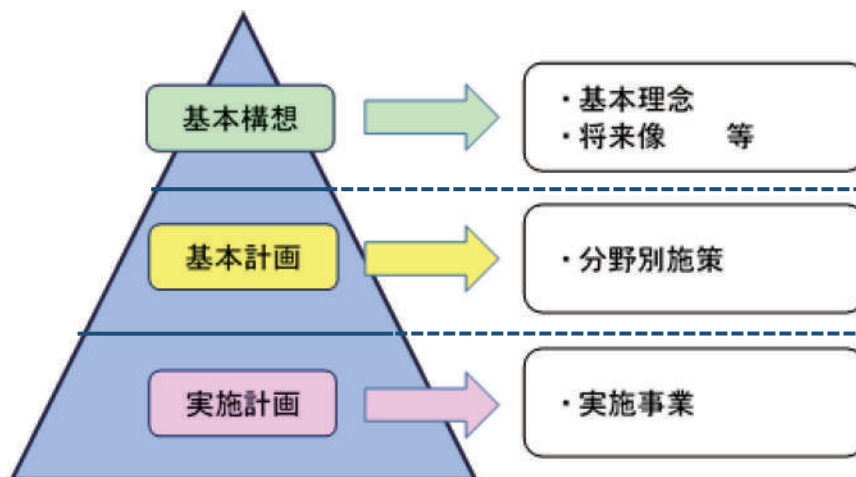 基本構想
・基本理念
・将来像　　等
基本計画
・分野別施策
実施計画
・実施事業